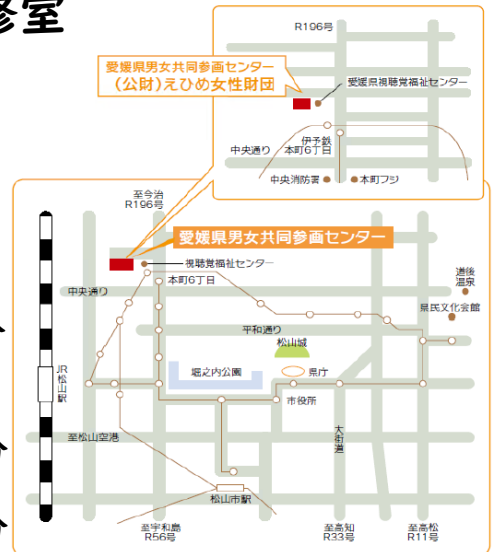 修室
R196号
愛媛県男女共同参画センター
(公財)えひめ女性財団
愛媛県視聴覚福祉センター
伊予鉄
本町6丁目
中央通り
中央消防署
本町フジ
至今治
R196号
愛媛県男女共同参画センター
視聴覚福祉センター
本町6丁目
中央通り
道後
温泉
県民文化会館
平和通り
松山城
JR
松山駅
堀之内公園
県庁
市役所
大街道
至松山空港
松山市駅
至宇和島
R56号
至高知
R33号
至高松
R11号